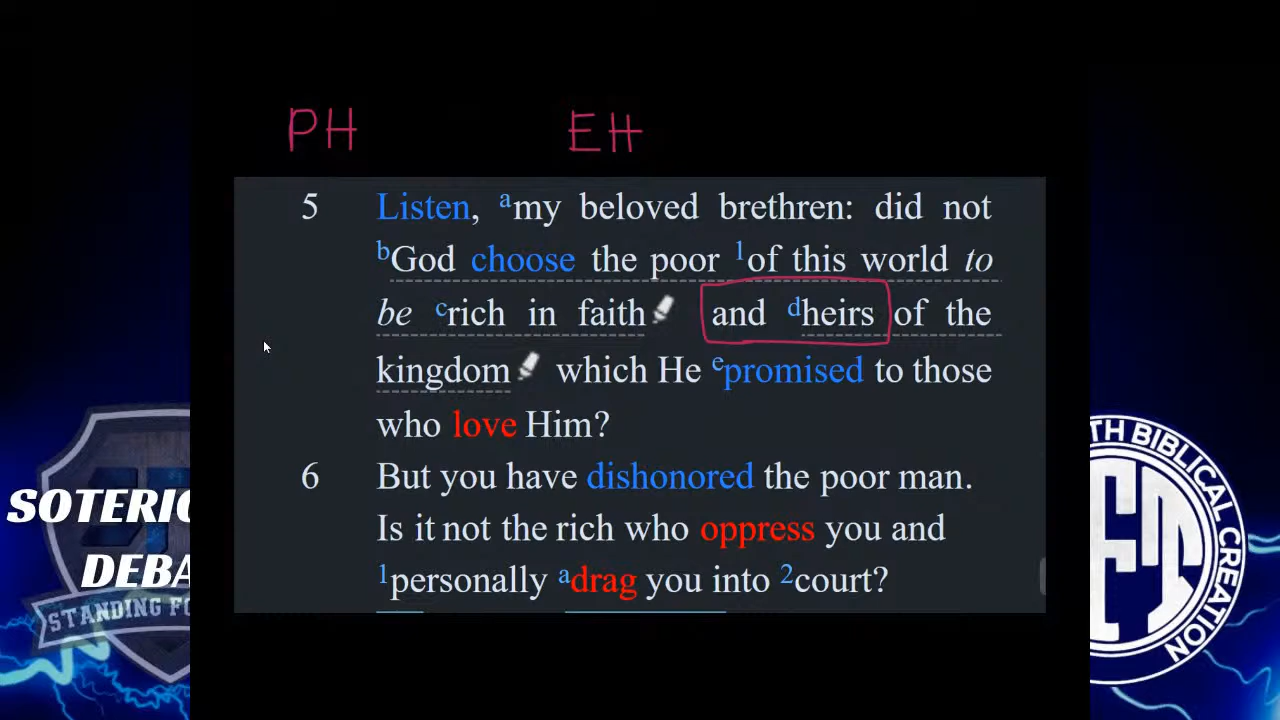 PH EH
5 Listen, ᵃmy beloved brethren: did not
ᵇGod choose the poor ¹of this world to
be ᶜrich in faith and ᵈheirs of the
kingdom which He ᵉpromised to those
who love Him?
6 But you have dishonored the poor man.
Is it not the rich who oppress you and
¹personally ᵃdrag you into ²court?
SOTERIO
DEBA
STANDING FO
TH BIBLICAL CREATION
FT